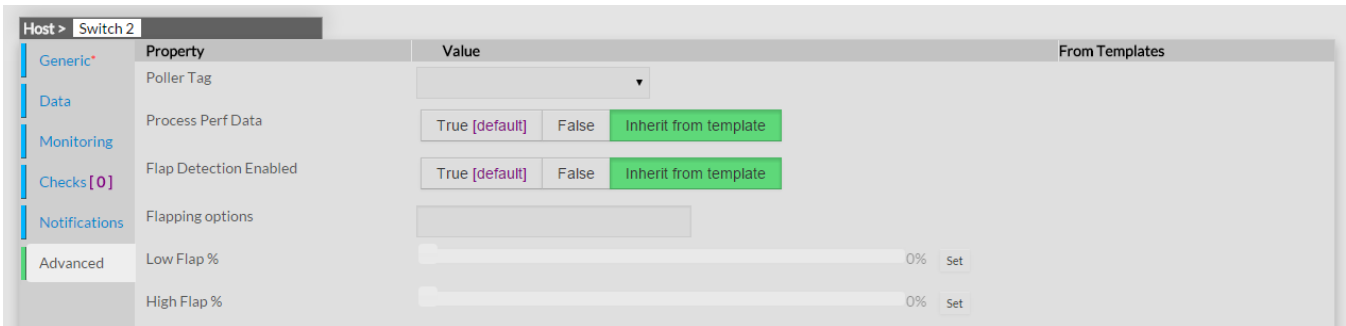 Host > Switch 2
Property Value From Templates
Generic*
Data
Monitoring
Checks[0]
Notifications
Advanced
Poller Tag
Process Perf Data True [default] False Inherit from template
Flap Detection Enabled True [default] False Inherit from template
Flapping options
Low Flap % 0% Set
High Flap % 0% Set